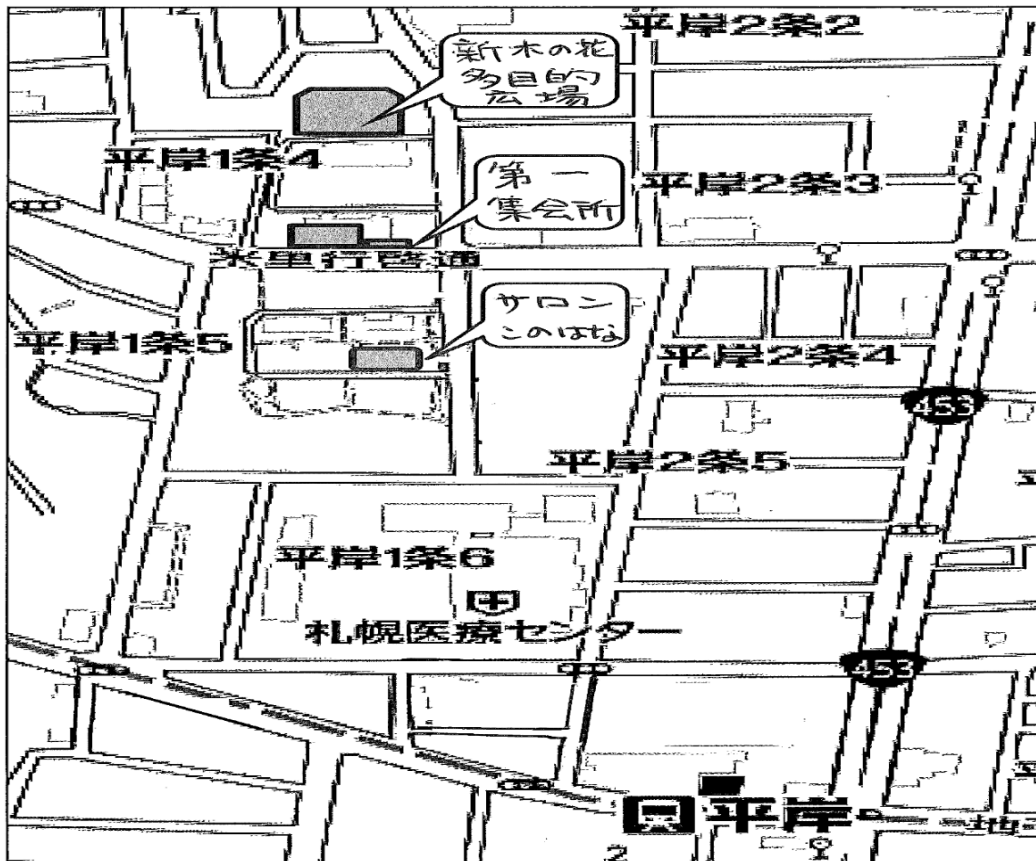 平岸2条2
新木の花
多目的
広場
平岸1条4
第一
集会所
平岸2条3
米里行啓通
サロン
このはな
平岸1条5
平岸2条4
453
平岸2条5
平岸1条6
札幌医療センター
453
平岸
2